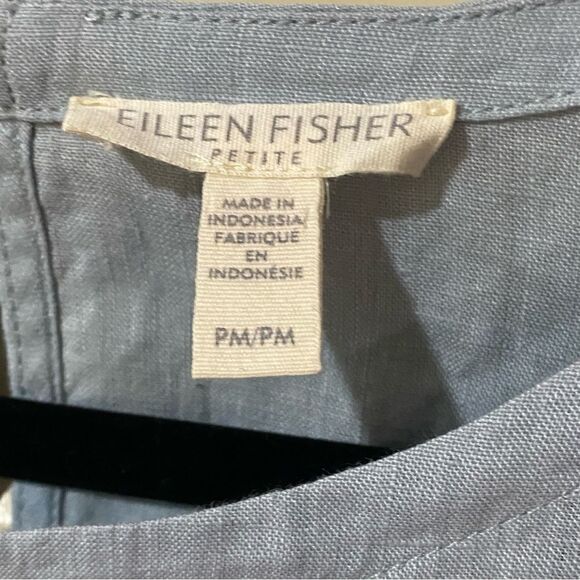 EILEEN FISHER
PETITE
MADE IN
INDONESIA/
FABRIQUÉ
EN
INDONÉSIE
PM/PM